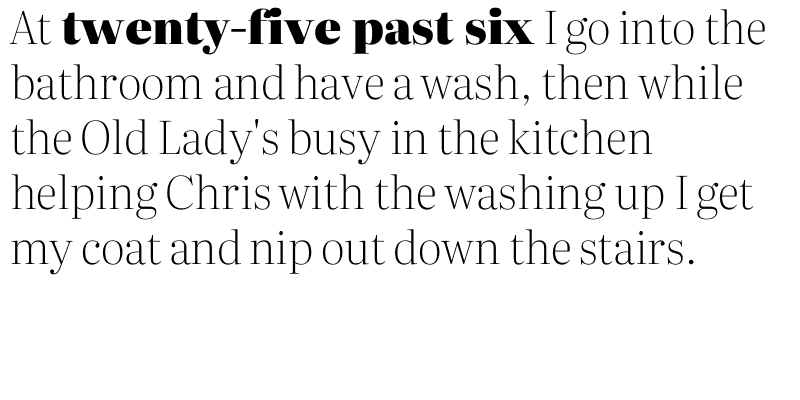 At twenty-five past six I go into the
bathroom and have a wash, then while
the Old Lady's busy in the kitchen
helping Chris with the washing up I get
my coat and nip out down the stairs.